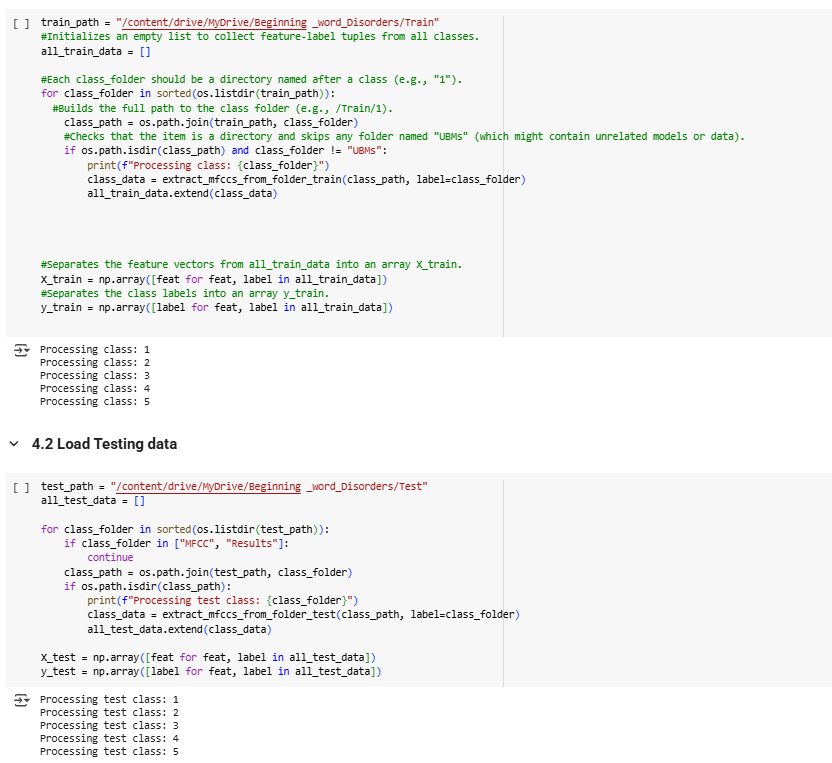 [ ] train_path = "/content/drive/MyDrive/Beginning _word_Disorders/Train"
#Initializes an empty list to collect feature-label tuples from all classes.
all_train_data = []
#Each class_folder should be a directory named after a class (e.g., "1").
for class_folder in sorted(os.listdir(train_path)):
#Builds the full path to the class folder (e.g., /Train/1).
class_path = os.path.join(train_path, class_folder)
#Checks that the item is a directory and skips any folder named "UBMs" (which might contain unrelated models or data).
if os.path.isdir(class_path) and class_folder != "UBMs":
print(f"Processing class: {class_folder}")
class_data = extract_mfccs_from_folder_train(class_path, label=class_folder)
all_train_data.extend(class_data)
#Separates the feature vectors from all_train_data into an array X_train.
X_train = np.array([feat for feat, label in all_train_data])
#Separates the class labels into an array y_train.
y_train = np.array([label for feat, label in all_train_data])
Processing class: 1
Processing class: 2
Processing class: 3
Processing class: 4
Processing class: 5
4.2 Load Testing data
[ ] test_path = "/content/drive/MyDrive/Beginning _word_Disorders/Test"
all_test_data = []
for class_folder in sorted(os.listdir(test_path)):
if class_folder in ["MFCC", "Results"]:
continue
class_path = os.path.join(test_path, class_folder)
if os.path.isdir(class_path):
print(f"Processing test class: {class_folder}")
class_data = extract_mfccs_from_folder_test(class_path, label=class_folder)
all_test_data.extend(class_data)
X_test = np.array([feat for feat, label in all_test_data])
y_test = np.array([label for feat, label in all_test_data])
Processing test class: 1
Processing test class: 2
Processing test class: 3
Processing test class: 4
Processing test class: 5